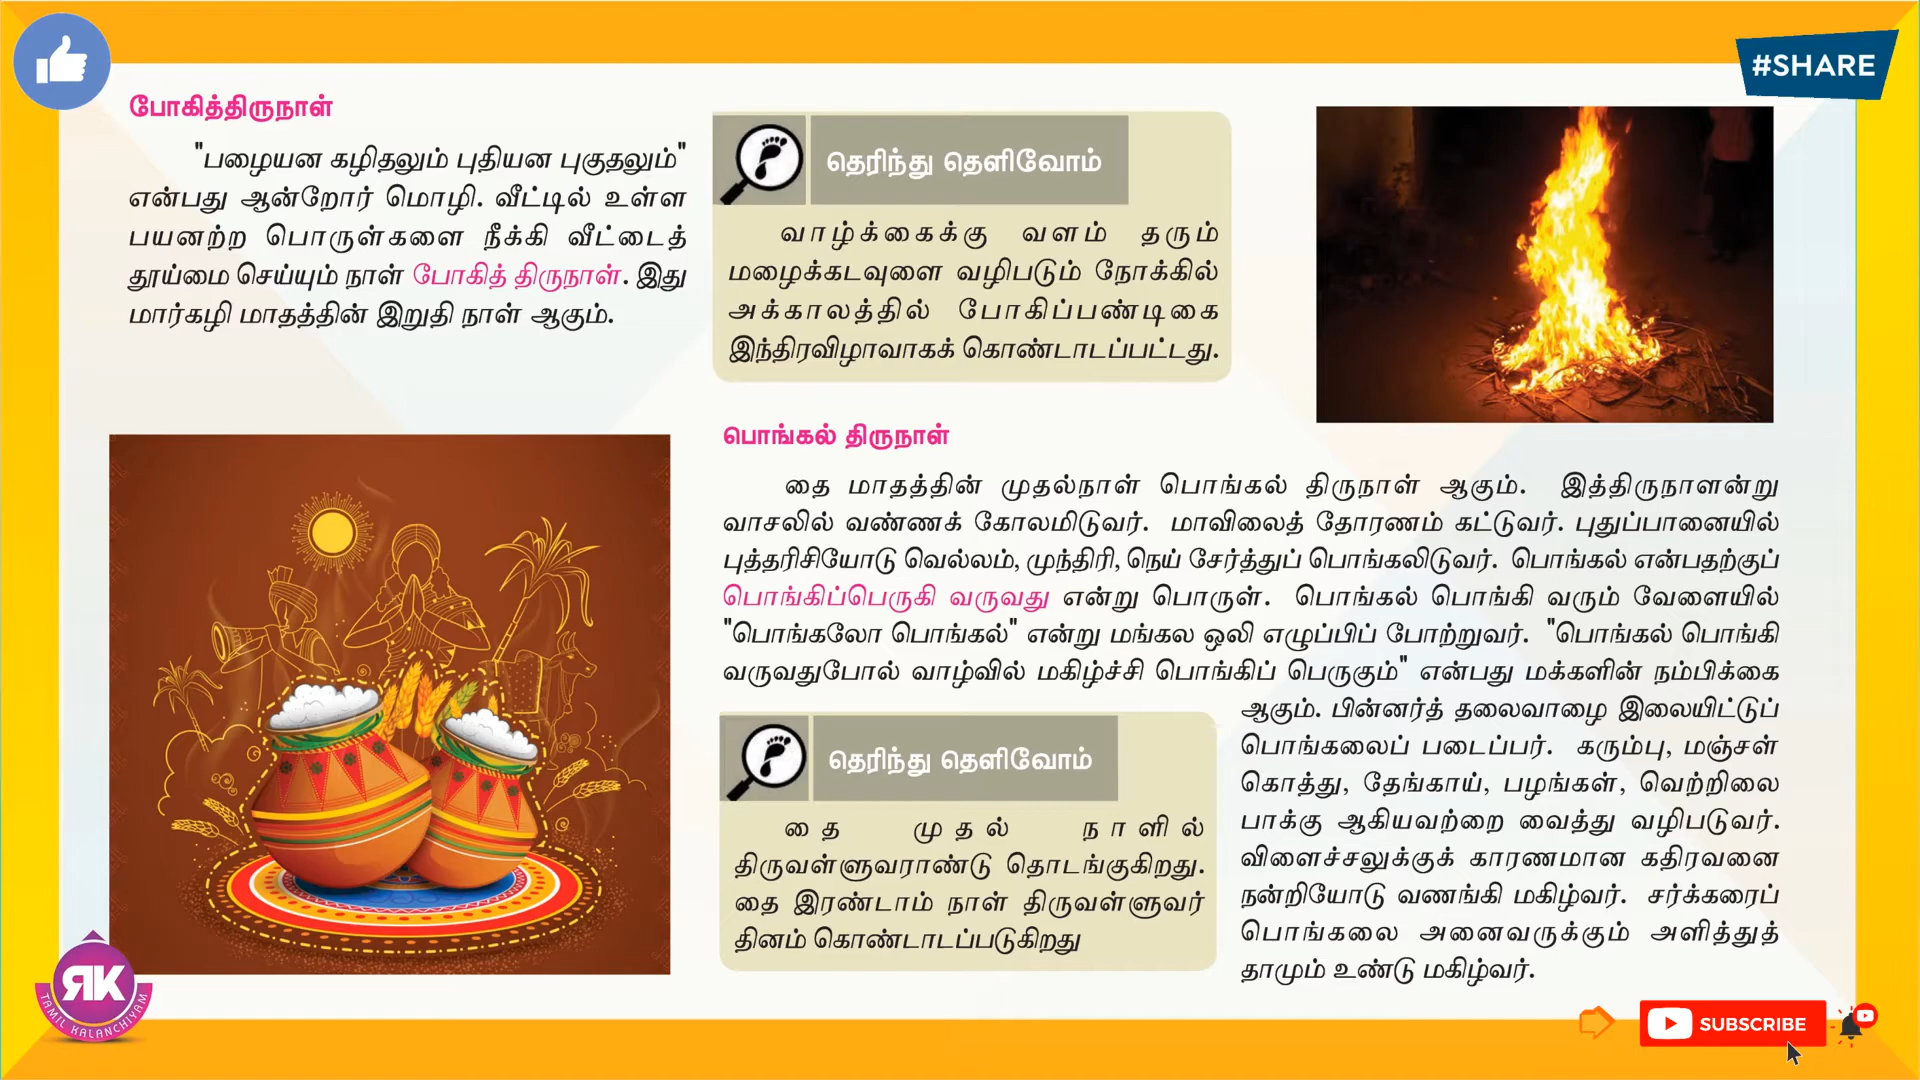 #SHARE
போகித்திருநாள்
"பழையன கழிதலும் புதியன புகுதலும்"
என்பது ஆன்றோர் மொழி. வீட்டில் உள்ள
பயனற்ற பொருள்களை நீக்கி வீட்டைத்
தூய்மை செய்யும் நாள் போகித் திருநாள். இது
மார்கழி மாதத்தின் இறுதி நாள் ஆகும்.
தெரிந்து தெளிவோம்
வாழ்க்கைக்கு வளம் தரும்
மழைக்கடவுளை வழிபடும் நோக்கில்
அக்காலத்தில் போகிப்பண்டிகை
இந்திரவிழாவாகக் கொண்டாடப்பட்டது.
பொங்கல் திருநாள்
தை மாதத்தின் முதல்நாள் பொங்கல் திருநாள் ஆகும். இத்திருநாளன்று
வாசலில் வண்ணக் கோலமிடுவர். மாவிலைத் தோரணம் கட்டுவர். புதுப்பானையில்
புத்தரிசியோடு வெல்லம், முந்திரி, நெய் சேர்த்துப் பொங்கலிடுவர். பொங்கல் என்பதற்குப்
பொங்கிப்பெருகி வருவது என்று பொருள். பொங்கல் பொங்கி வரும் வேளையில்
"பொங்கலோ பொங்கல்" என்று மங்கல ஒலி எழுப்பிப் போற்றுவர். "பொங்கல் பொங்கி
வருவதுபோல் வாழ்வில் மகிழ்ச்சி பொங்கிப் பெருகும்" என்பது மக்களின் நம்பிக்கை
ஆகும். பின்னர்த் தலைவாழை இலையிட்டுப்
பொங்கலைப் படைப்பர். கரும்பு, மஞ்சள்
கொத்து, தேங்காய், பழங்கள், வெற்றிலை
பாக்கு ஆகியவற்றை வைத்து வழிபடுவர்.
விளைச்சலுக்குக் காரணமான கதிரவனை
நன்றியோடு வணங்கி மகிழ்வர். சர்க்கரைப்
பொங்கலை அனைவருக்கும் அளித்துத்
தாமும் உண்டு மகிழ்வர்.
தெரிந்து தெளிவோம்
தை முதல் நாளில்
திருவள்ளுவராண்டு தொடங்குகிறது.
தை இரண்டாம் நாள் திருவள்ளுவர்
தினம் கொண்டாடப்படுகிறது
RK
TAMIL KALANCHIYAM
SUBSCRIBE